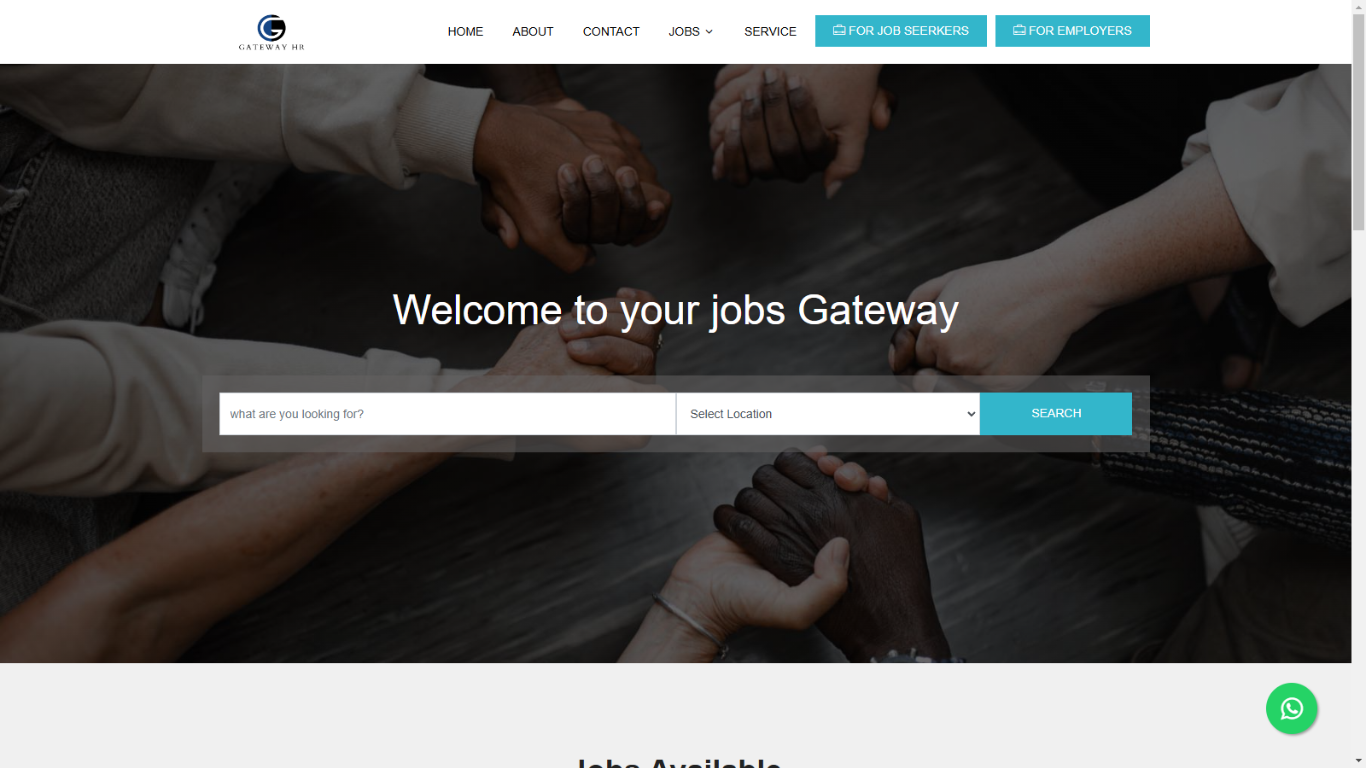 GATEWAY HR
HOME
ABOUT
CONTACT
JOBS
SERVICE
FOR JOB SEERKERS
FOR EMPLOYERS
Welcome to your jobs Gateway
what are you looking for?
Select Location
SEARCH
Jobs Available